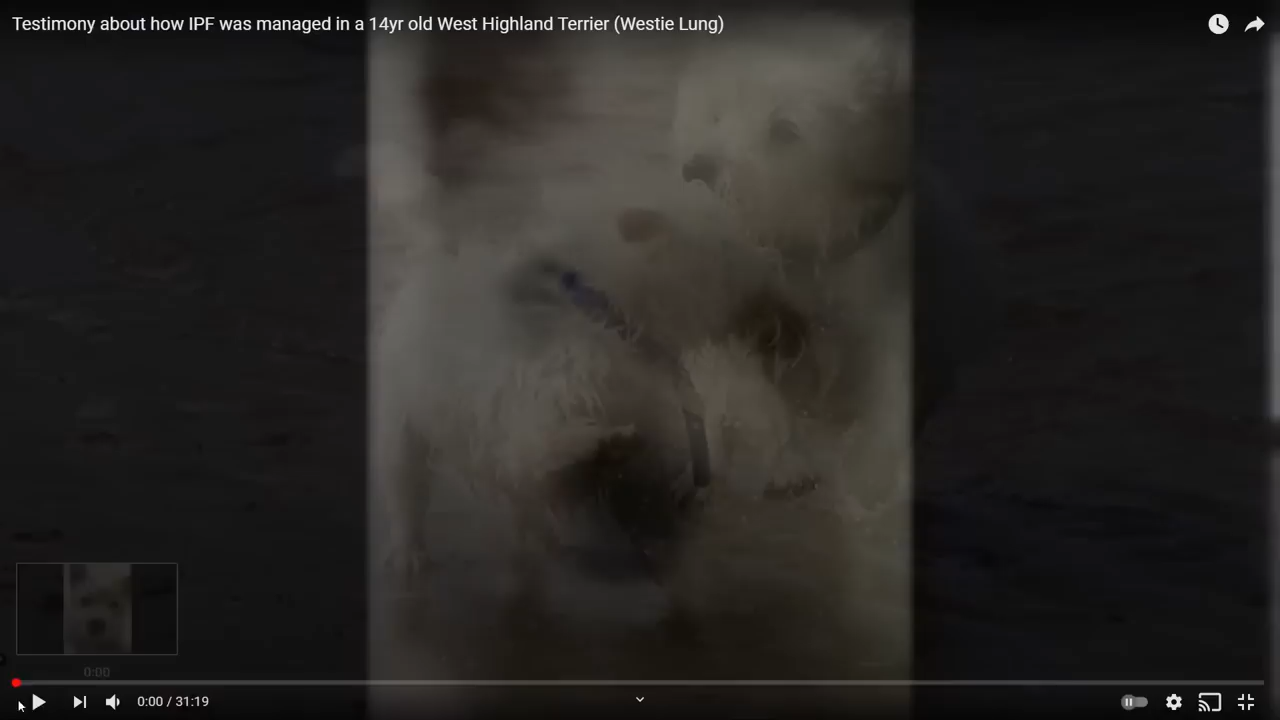 Testimony about how IPF was managed in a 14yr old West Highland Terrier (Westie Lung)
0:00
0:00 / 31:19